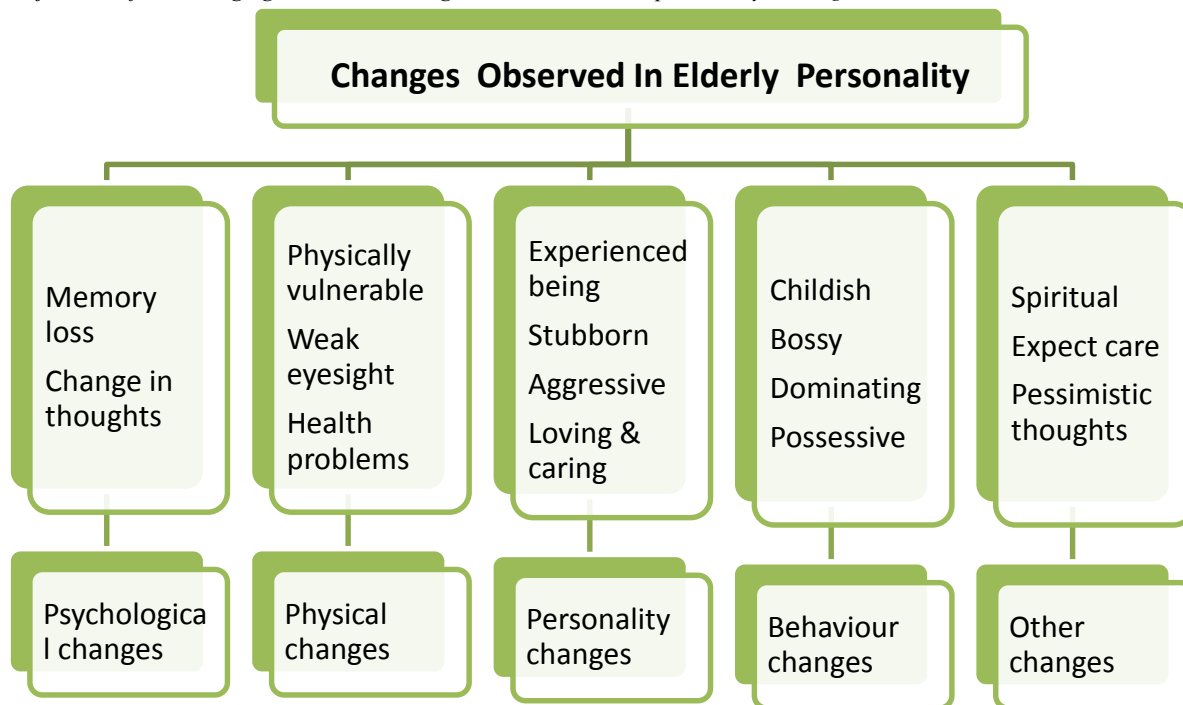 Changes Observed In Elderly Personality
Memory
loss
Change in
thoughts
Physically
vulnerable
Weak
eyesight
Health
problems
Experienced
being
Stubborn
Aggressive
Loving &
caring
Childish
Bossy
Dominating
Possessive
Spiritual
Expect care
Pessimistic
thoughts
Psychologica
l changes
Physical
changes
Personality
changes
Behaviour
changes
Other
changes